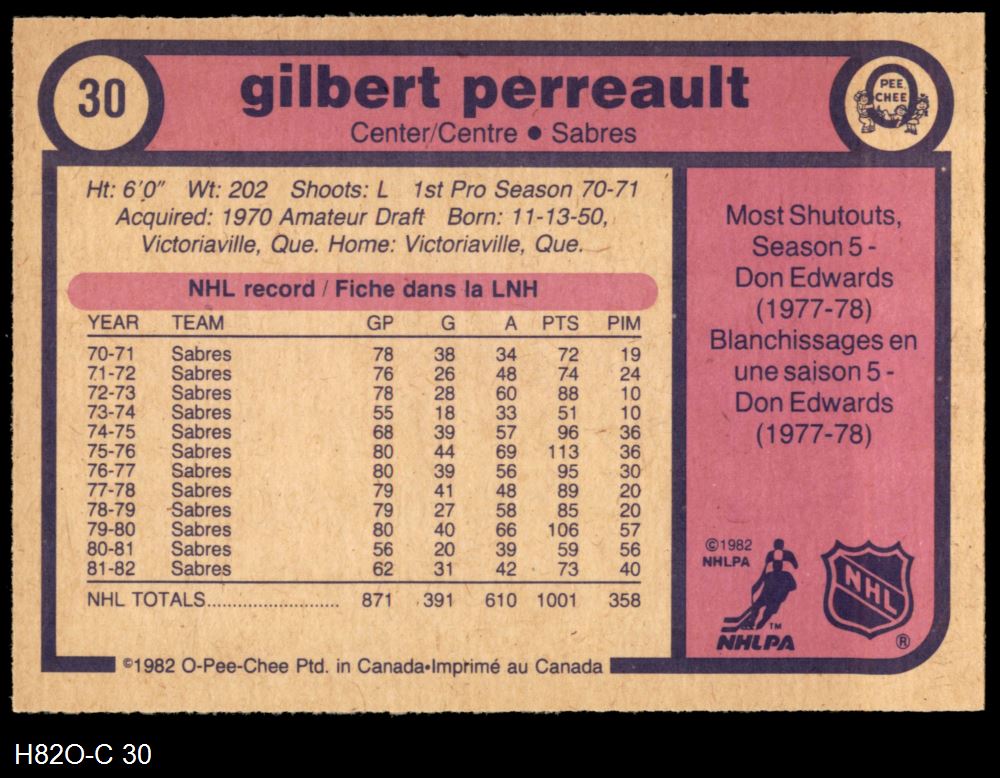 30
gilbert perreault
Center/Centre ● Sabres
O
PEE
CHEE
Ht: 6'0" Wt: 202 Shoots: L 1st Pro Season 70-71
Acquired: 1970 Amateur Draft Born: 11-13-50,
Victoriaville, Que. Home: Victoriaville, Que.
NHL record / Fiche dans la LNH
YEAR TEAM GP G A PTS PIM
70-71 Sabres 78 38 34 72 19
71-72 Sabres 76 26 48 74 24
72-73 Sabres 78 28 60 88 10
73-74 Sabres 55 18 33 51 10
74-75 Sabres 68 39 57 96 36
75-76 Sabres 80 44 69 113 36
76-77 Sabres 80 39 56 95 30
77-78 Sabres 79 41 48 89 20
78-79 Sabres 79 27 58 85 20
79-80 Sabres 80 40 66 106 57
80-81 Sabres 56 20 39 59 56
81-82 Sabres 62 31 42 73 40
NHL TOTALS....................... 871 391 610 1001 358
Most Shutouts,
Season 5 -
Don Edwards
(1977-78)
Blanchissages en
une saison 5 -
Don Edwards
(1977-78)
©1982
NHLPA
TM
NHLPA
NHL
®
©1982 O-Pee-Chee Ptd. in Canada•Imprimé au Canada
H82O-C 30